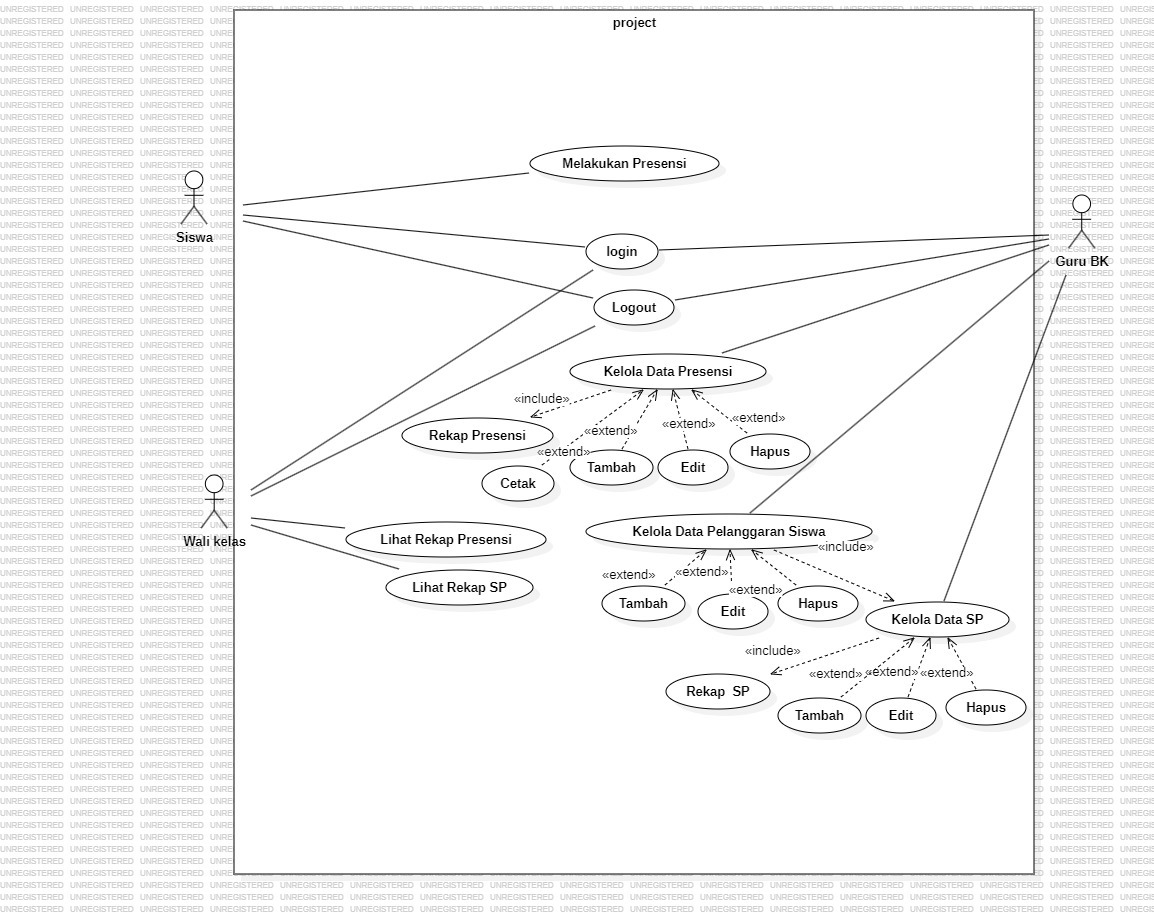 project
Melakukan Presensi
Siswa
login
Guru BK
Logout
Kelola Data Presensi
«include»
«extend»
«extend»
«extend»
«extend»
Rekap Presensi
Hapus
Tambah
Edit
Cetak
Wali kelas
Lihat Rekap Presensi
Lihat Rekap SP
Kelola Data Pelanggaran Siswa
«include»
«extend»
«extend»
«extend»
Tambah
Edit
Hapus
Kelola Data SP
«include»
«extend»
«extend»
«extend»
Rekap  SP
Tambah
Edit
Hapus
UNREGISTERED